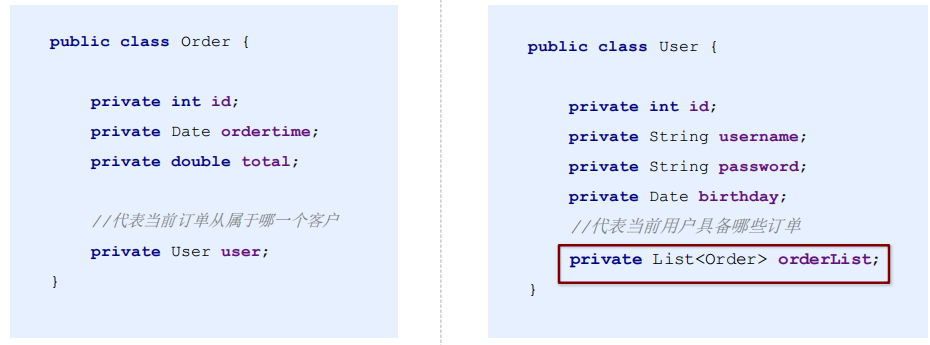 public class Order {
private int id;
private Date ordertime;
private double total;
//代表当前订单从属于哪一个客户
private User user;
}
public class User {
private int id;
private String username;
private String password;
private Date birthday;
//代表当前用户具备哪些订单
private List<Order> orderList;
}